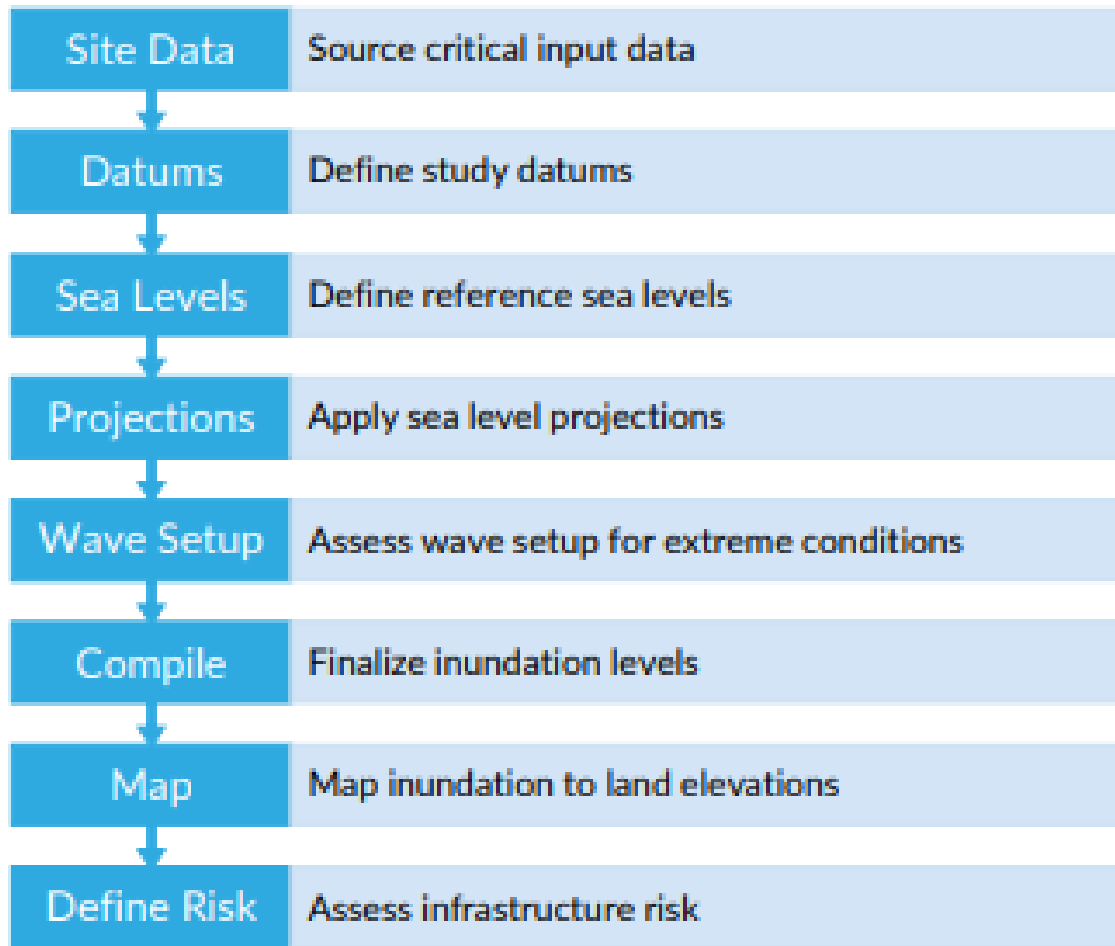 Site Data
Source critical input data
Datums
Define study datums
Sea Levels
Define reference sea levels
Projections
Apply sea level projections
Wave Setup
Assess wave setup for extreme conditions
Compile
Finalize inundation levels
Map
Map inundation to land elevations
Define Risk
Assess infrastructure risk